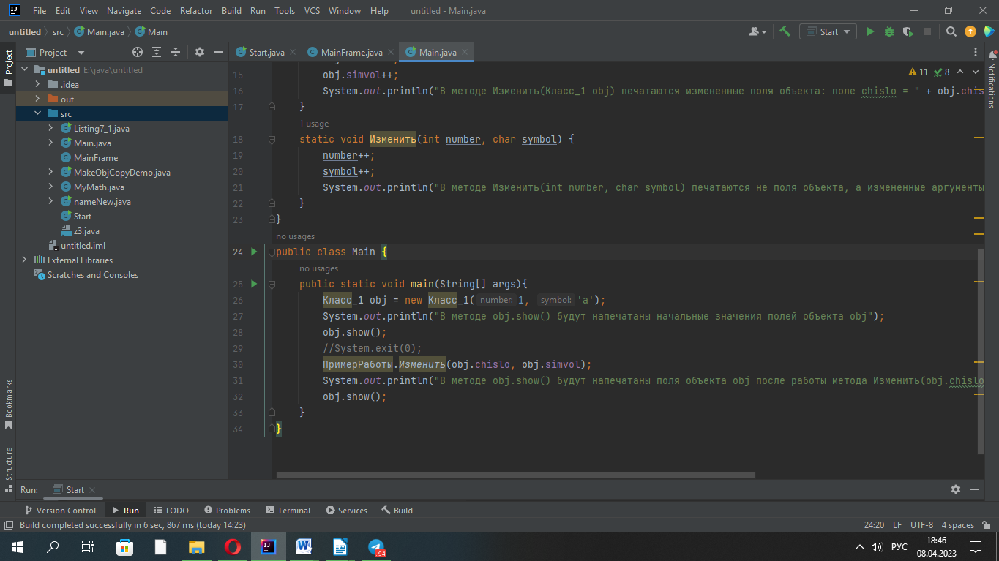 File Edit View Navigate Code Refactor Build Run Tools VCS Window Help untitled - Main.java
untitled src Main.java Main Start
Project Start.java MainFrame.java Main.java
Project
untitled E:\java\untitled
.idea
out
src
Listing7_1.java
Main.java
MainFrame
MakeObjCopyDemo.java
MyMath.java
nameNew.java
Start
z3.java
untitled.iml
External Libraries
Scratches and Consoles
Bookmarks
Structure
11 8
15 obj.simvol++;
16 System.out.println("В методе Изменить(Класс_1 obj) печатаются измененные поля объекта: поле chislo = " + obj.chis
17 }
1 usage
18 static void Изменить(int number, char symbol) {
19 number++;
20 symbol++;
21 System.out.println("В методе Изменить(int number, char symbol) печатаются не поля объекта, а измененные аргументы
22 }
23 }
no usages
24 public class Main {
no usages
25 public static void main(String[] args){
26 Класс_1 obj = new Класс_1( number: 1, symbol: 'a');
27 System.out.println("В методе obj.show() будут напечатаны начальные значения полей объекта obj");
28 obj.show();
29 //System.exit(0);
30 ПримерРаботы.Изменить(obj.chislo, obj.simvol);
31 System.out.println("В методе obj.show() будут напечатаны поля объекта obj после работы метода Изменить(obj.chislo
32 obj.show();
33 }
34 }
Notifications
Run: Start
Version Control Run TODO Problems Terminal Services Build
Build completed successfully in 6 sec, 867 ms (today 14:23) 24:20 LF UTF-8 4 spaces
94 РУС 18:46
08.04.2023